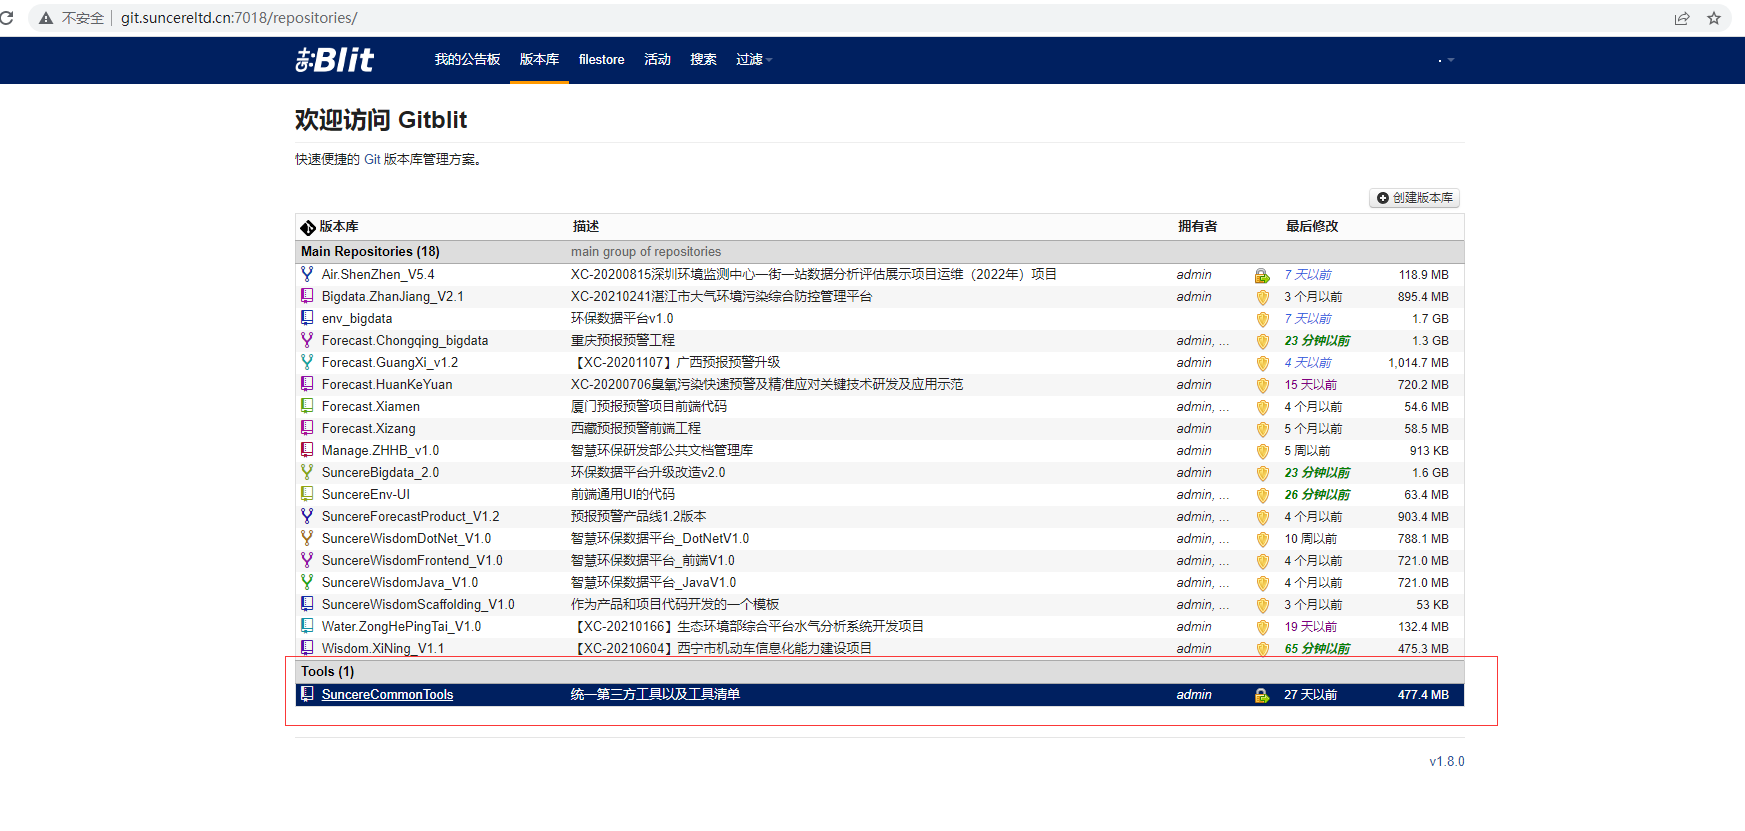 不安全 git.suncereltd.cn:7018/repositories/
Blit 我的公告板 版本库 filestore 活动 搜索 过滤
欢迎访问 Gitblit
快速便捷的 Git 版本库管理方案。
创建版本库
版本库 描述 拥有者 最后修改
Main Repositories (18) main group of repositories
Air.ShenZhen_V5.4 XC-20200815深圳环境监测中心一街一站数据分析评估展示项目运维（2022年）项目 admin 7 天以前 118.9 MB
Bigdata.ZhanJiang_V2.1 XC-20210241湛江市大气环境污染综合防控管理平台 admin 3 个月以前 895.4 MB
env_bigdata 环保数据平台v1.0 7 天以前 1.7 GB
Forecast.Chongqing_bigdata 重庆预报预警工程 admin, ... 23 分钟以前 1.3 GB
Forecast.GuangXi_v1.2 【XC-20201107】广西预报预警升级 admin 4 天以前 1,014.7 MB
Forecast.HuanKeYuan XC-20200706臭氧污染快速预警及精准应对关键技术研发及应用示范 admin 15 天以前 720.2 MB
Forecast.Xiamen 厦门预报预警项目前端代码 admin, ... 4 个月以前 54.6 MB
Forecast.Xizang 西藏预报预警前端工程 admin 5 个月以前 58.5 MB
Manage.ZHHB_v1.0 智慧环保研发部公共文档管理库 admin 5 周以前 913 KB
SuncereBigdata_2.0 环保数据平台升级改造v2.0 admin 23 分钟以前 1.6 GB
SuncereEnv-UI 前端通用UI的代码 admin, ... 26 分钟以前 63.4 MB
SuncereForecastProduct_V1.2 预报预警产品线1.2版本 admin, ... 4 个月以前 903.4 MB
SuncereWisdomDotNet_V1.0 智慧环保数据平台_DotNetV1.0 admin, ... 10 周以前 788.1 MB
SuncereWisdomFrontend_V1.0 智慧环保数据平台_前端V1.0 admin, ... 4 个月以前 721.0 MB
SuncereWisdomJava_V1.0 智慧环保数据平台_JavaV1.0 admin, ... 4 个月以前 721.0 MB
SuncereWisdomScaffolding_V1.0 作为产品和项目代码开发的一个模板 admin, ... 3 个月以前 53 KB
Water.ZongHePingTai_V1.0 【XC-20210166】生态环境部综合平台水气分析系统开发项目 admin 19 天以前 132.4 MB
Wisdom.XiNing_V1.1 【XC-20210604】西宁市机动车信息化能力建设项目 admin 65 分钟以前 475.3 MB
Tools (1)
SuncereCommonTools 统一第三方工具以及工具清单 admin 27 天以前 477.4 MB
v1.8.0